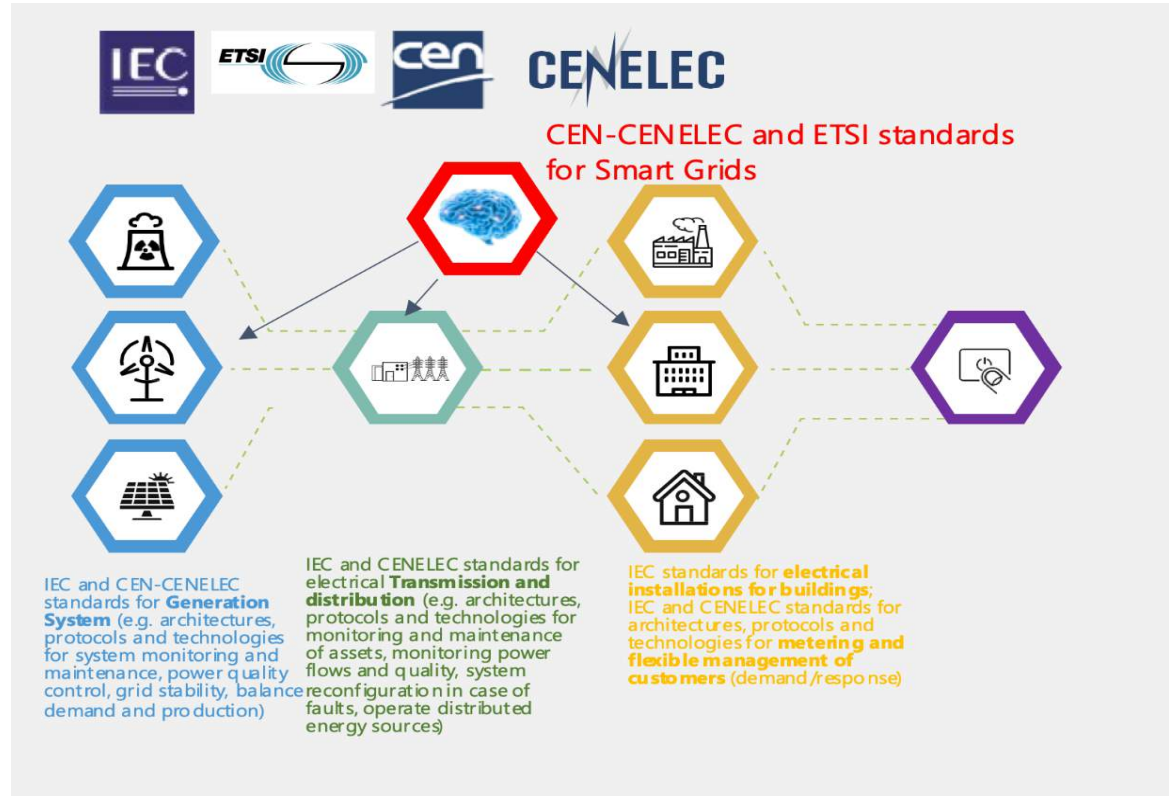 IEC
ETSI
cen
CENELEC
CEN-CENELEC and ETSI standards
for Smart Grids
IEC and CEN-CENELEC
standards for Generation
System (e.g. architectures,
protocols and technologies
for system monitoring and
maintenance, power quality
control, grid stability, balance
demand and production)
IEC and CENELEC standards for
electrical Transmission and
distribution (e.g. architectures,
protocols and technologies for
monitoring and maintenance
of assets, monitoring power
flows and quality, system
reconfiguration in case of
faults, operate distributed
energy sources)
IEC standards for electrical
installations for buildings;
IEC and CENELEC standards for
architectures, protocols and
technologies for metering and
flexible management of
customers (demand/response)